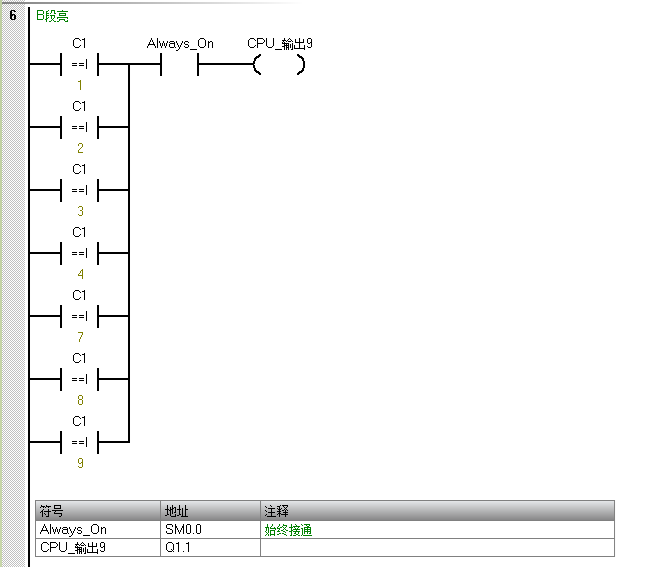 6 B段亮
C1 Always_On CPU_输出9
==I
1
C1
==I
2
C1
==I
3
C1
==I
4
C1
==I
7
C1
==I
8
C1
==I
9
符号 地址 注释
Always_On SM0.0 始终接通
CPU_输出9 Q1.1